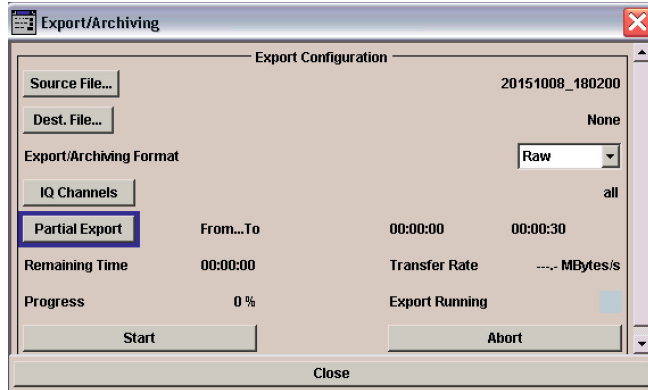 Export/Archiving
Export Configuration
Source File... 20151008_180200
Dest. File... None
Export/Archiving Format Raw
IQ Channels all
Partial Export From...To 00:00:00 00:00:30
Remaining Time 00:00:00 Transfer Rate ---.- MBytes/s
Progress 0 % Export Running
Start Abort
Close